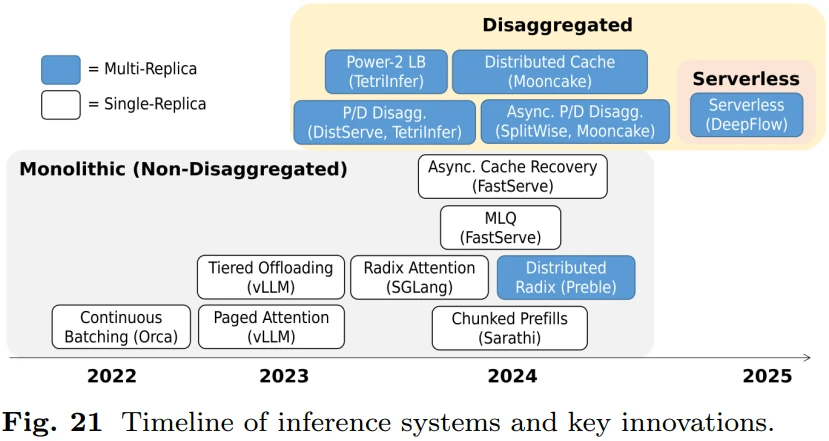 Disaggregated
= Multi-Replica
= Single-Replica
Power-2 LB
(TetriInfer)
Distributed Cache
(Mooncake)
P/D Disagg.
(DistServe, TetriInfer)
Async. P/D Disagg.
(SplitWise, Mooncake)
Serverless
Serverless
(DeepFlow)
Monolithic (Non-Disaggregated)
Async. Cache Recovery
(FastServe)
MLQ
(FastServe)
Tiered Offloading
(vLLM)
Radix Attention
(SGLang)
Distributed
Radix (Preble)
Continuous
Batching (Orca)
Paged Attention
(vLLM)
Chunked Prefills
(Sarathi)
2022
2023
2024
2025
Fig. 21 Timeline of inference systems and key innovations.